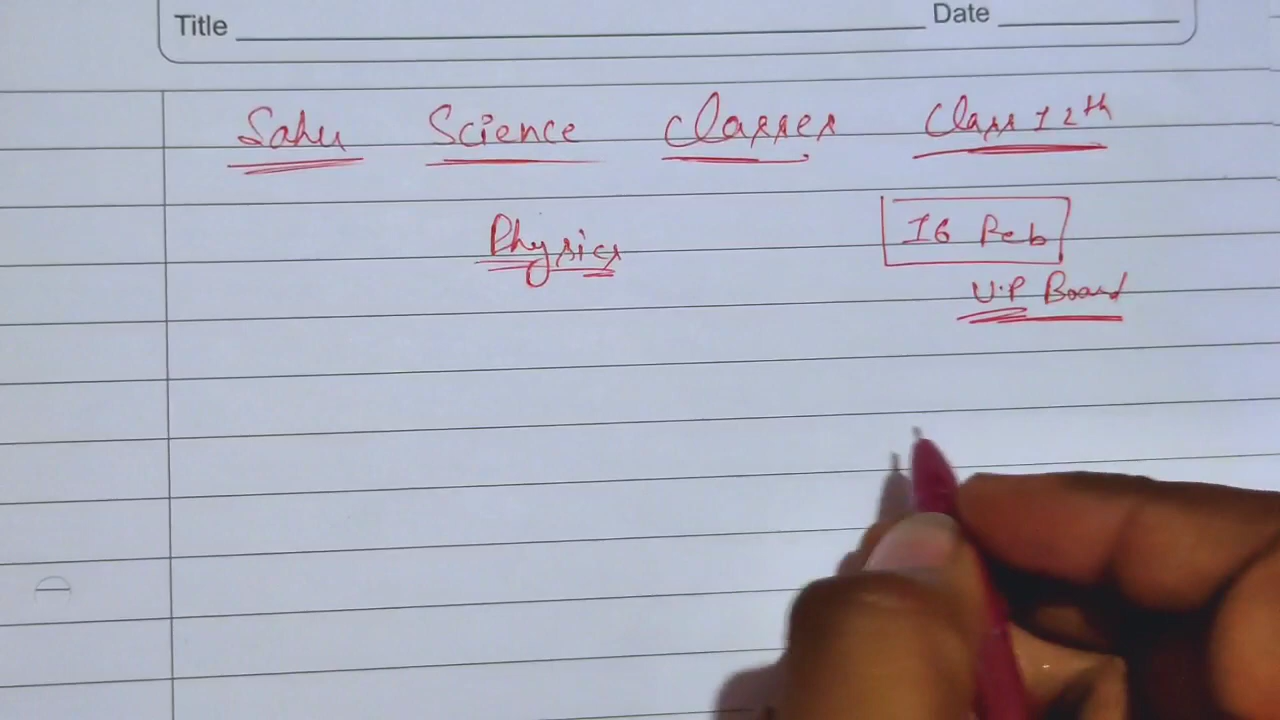 Title Date
Sahu Science Classes Class 12th
Physics 16 Feb
U.P Board